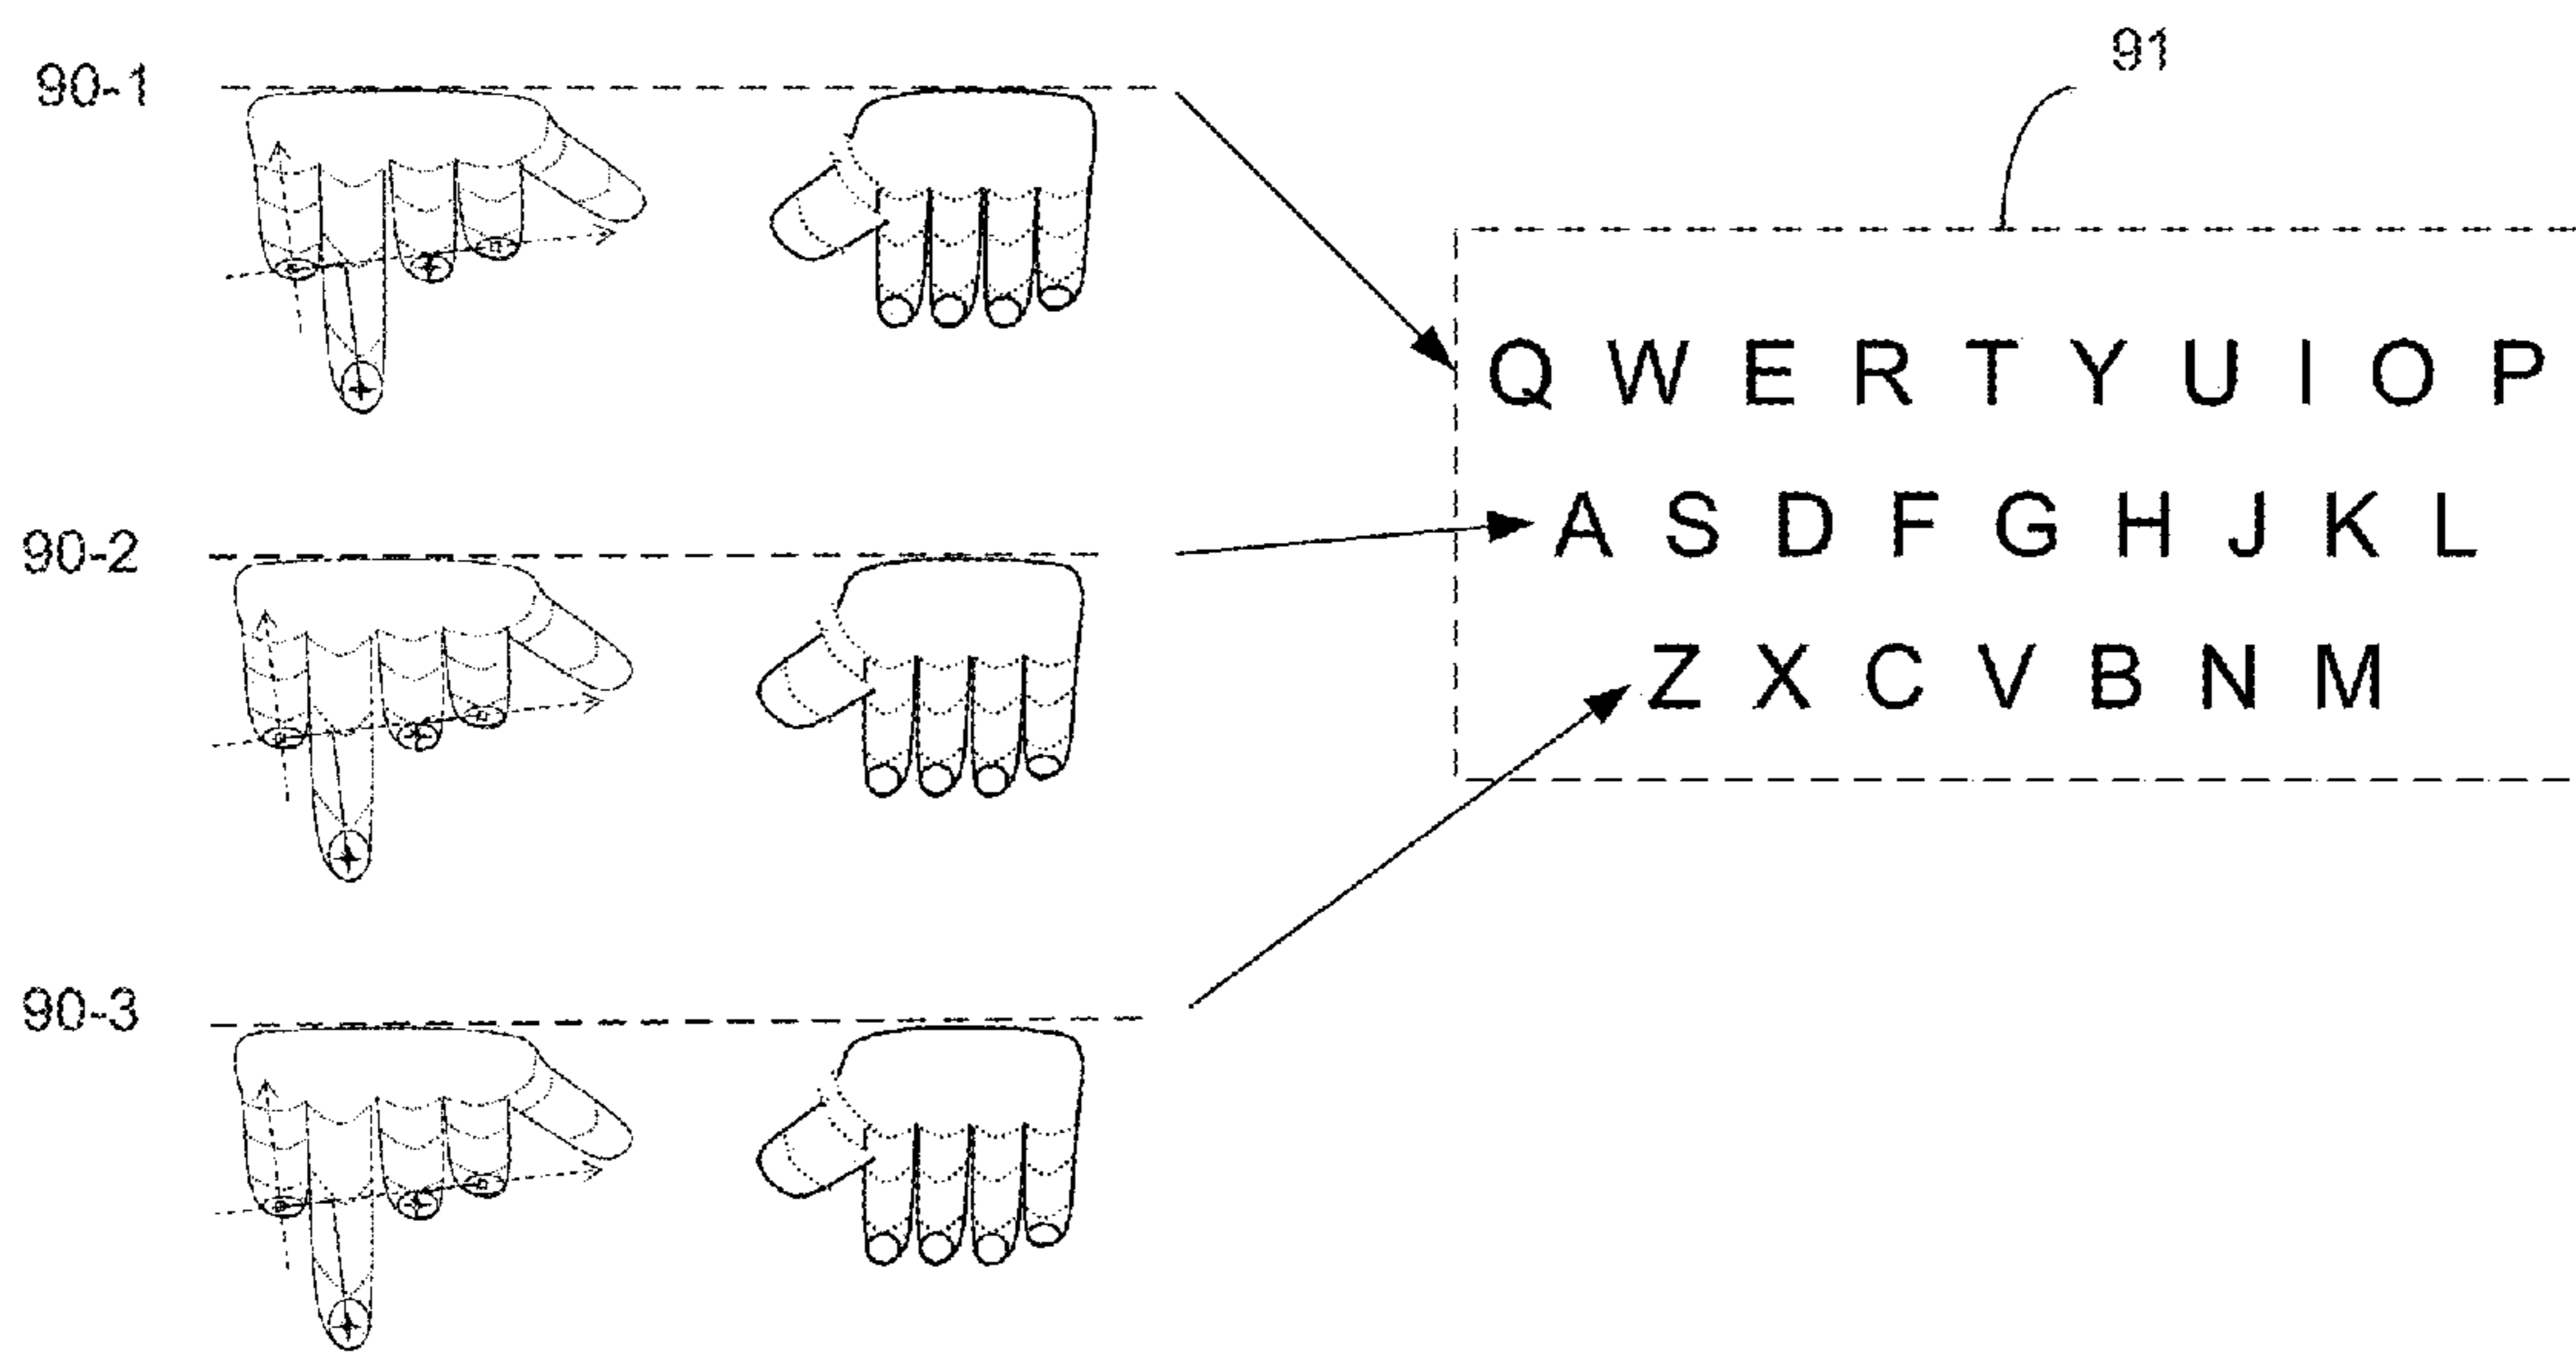 91
90-1
Q W E R T Y U I O P
90-2
A S D F G H J K L
Z X C V B N M
90-3